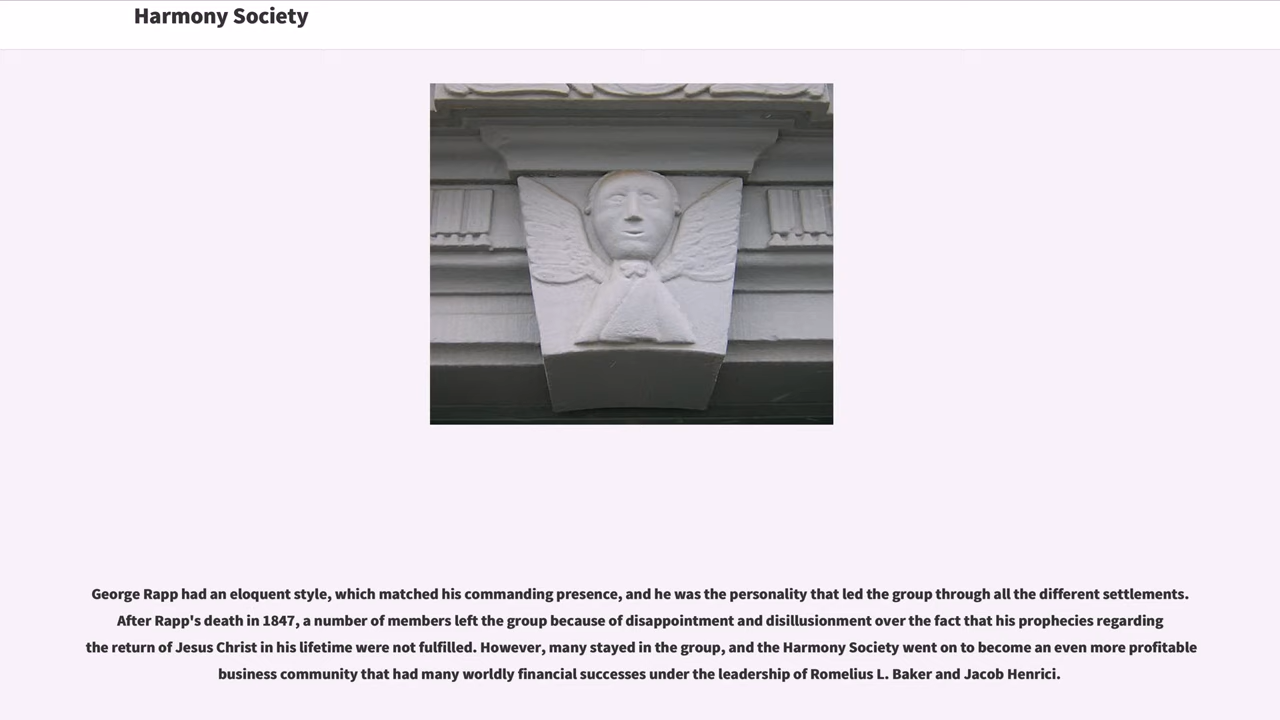 Harmony Society
George Rapp had an eloquent style, which matched his commanding presence, and he was the personality that led the group through all the different settlements.
After Rapp's death in 1847, a number of members left the group because of disappointment and disillusionment over the fact that his prophecies regarding
the return of Jesus Christ in his lifetime were not fulfilled. However, many stayed in the group, and the Harmony Society went on to become an even more profitable
business community that had many worldly financial successes under the leadership of Romelius L. Baker and Jacob Henrici.